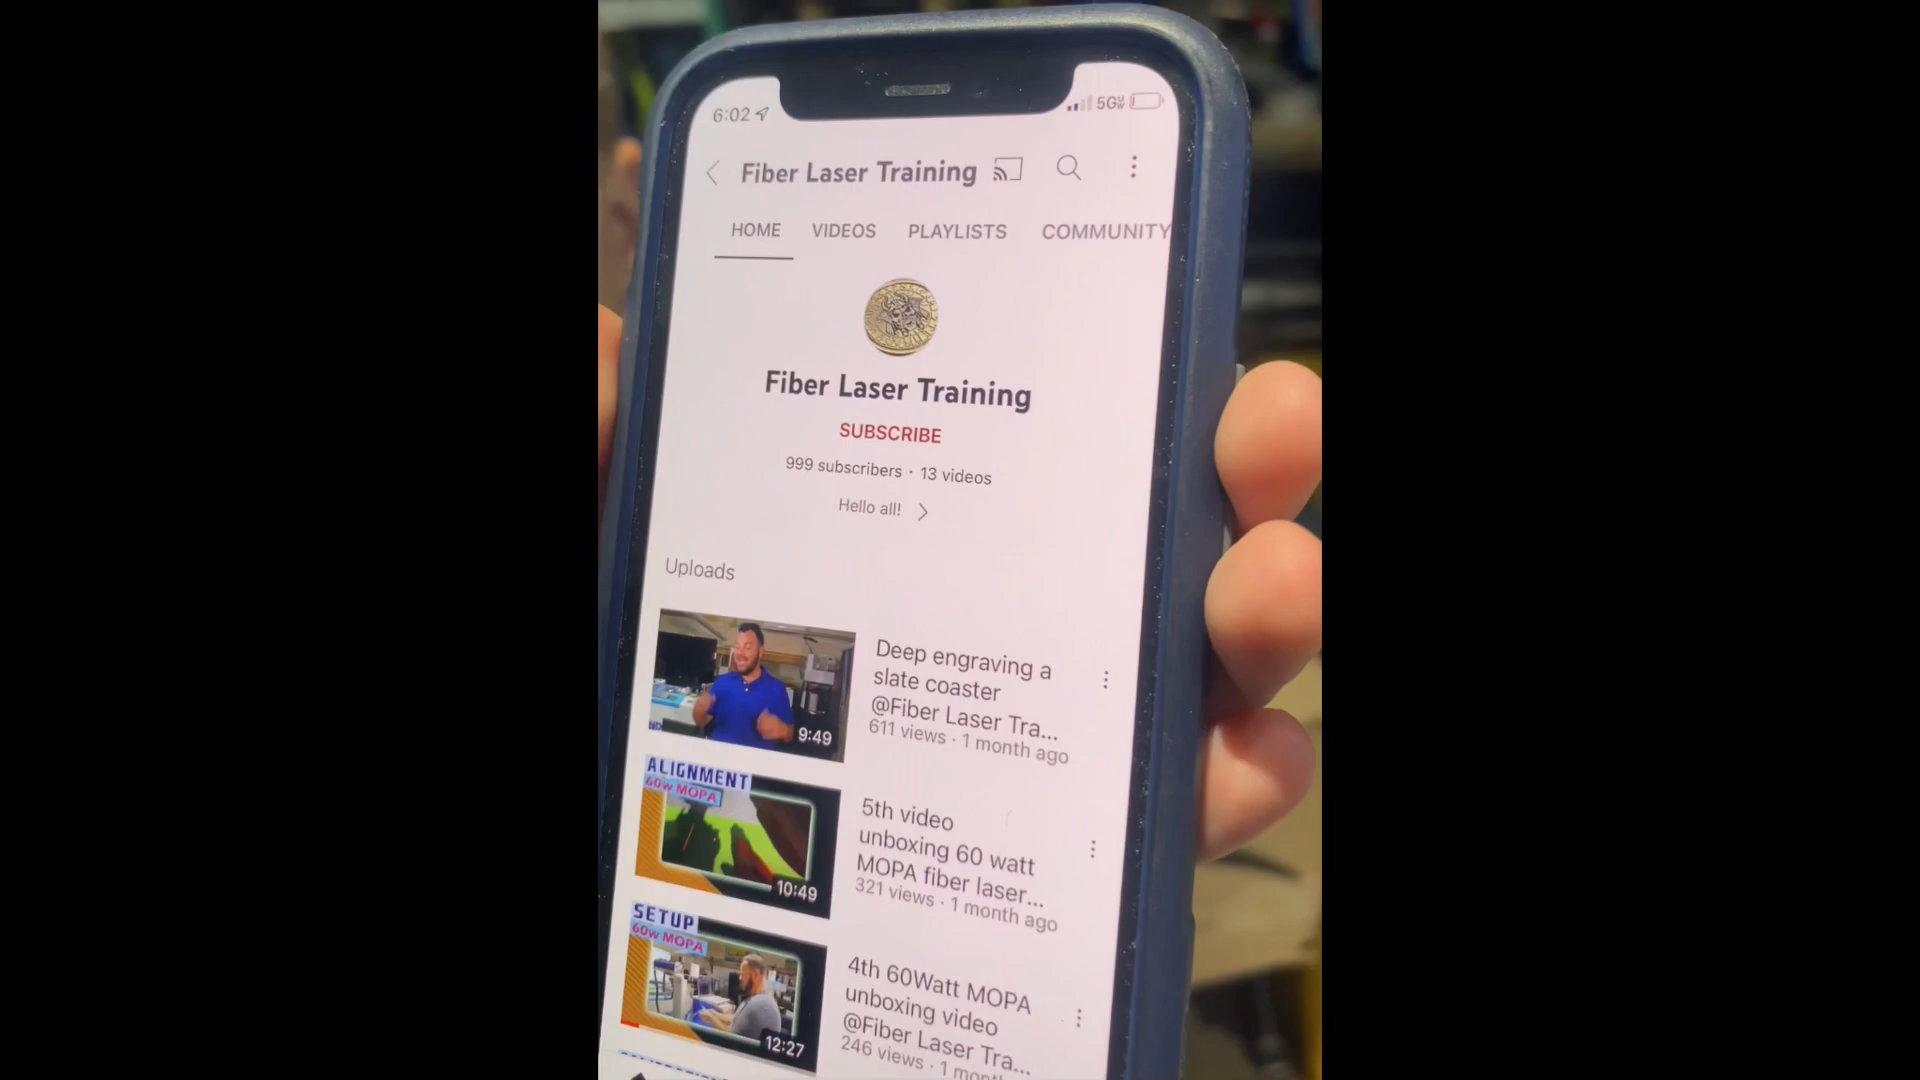 6:02
5G UW
Fiber Laser Training
HOME VIDEOS PLAYLISTS COMMUNITY
Fiber Laser Training
SUBSCRIBE
999 subscribers · 13 videos
Hello all!
Uploads
9:49
Deep engraving a
slate coaster
@Fiber Laser Tra...
611 views · 1 month ago
ALIGNMENT
60w MOPA
10:49
5th video
unboxing 60 watt
MOPA fiber laser...
321 views · 1 month ago
SETUP
60w MOPA
12:27
4th 60Watt MOPA
unboxing video
@Fiber Laser Tra...
246 views · 1 month